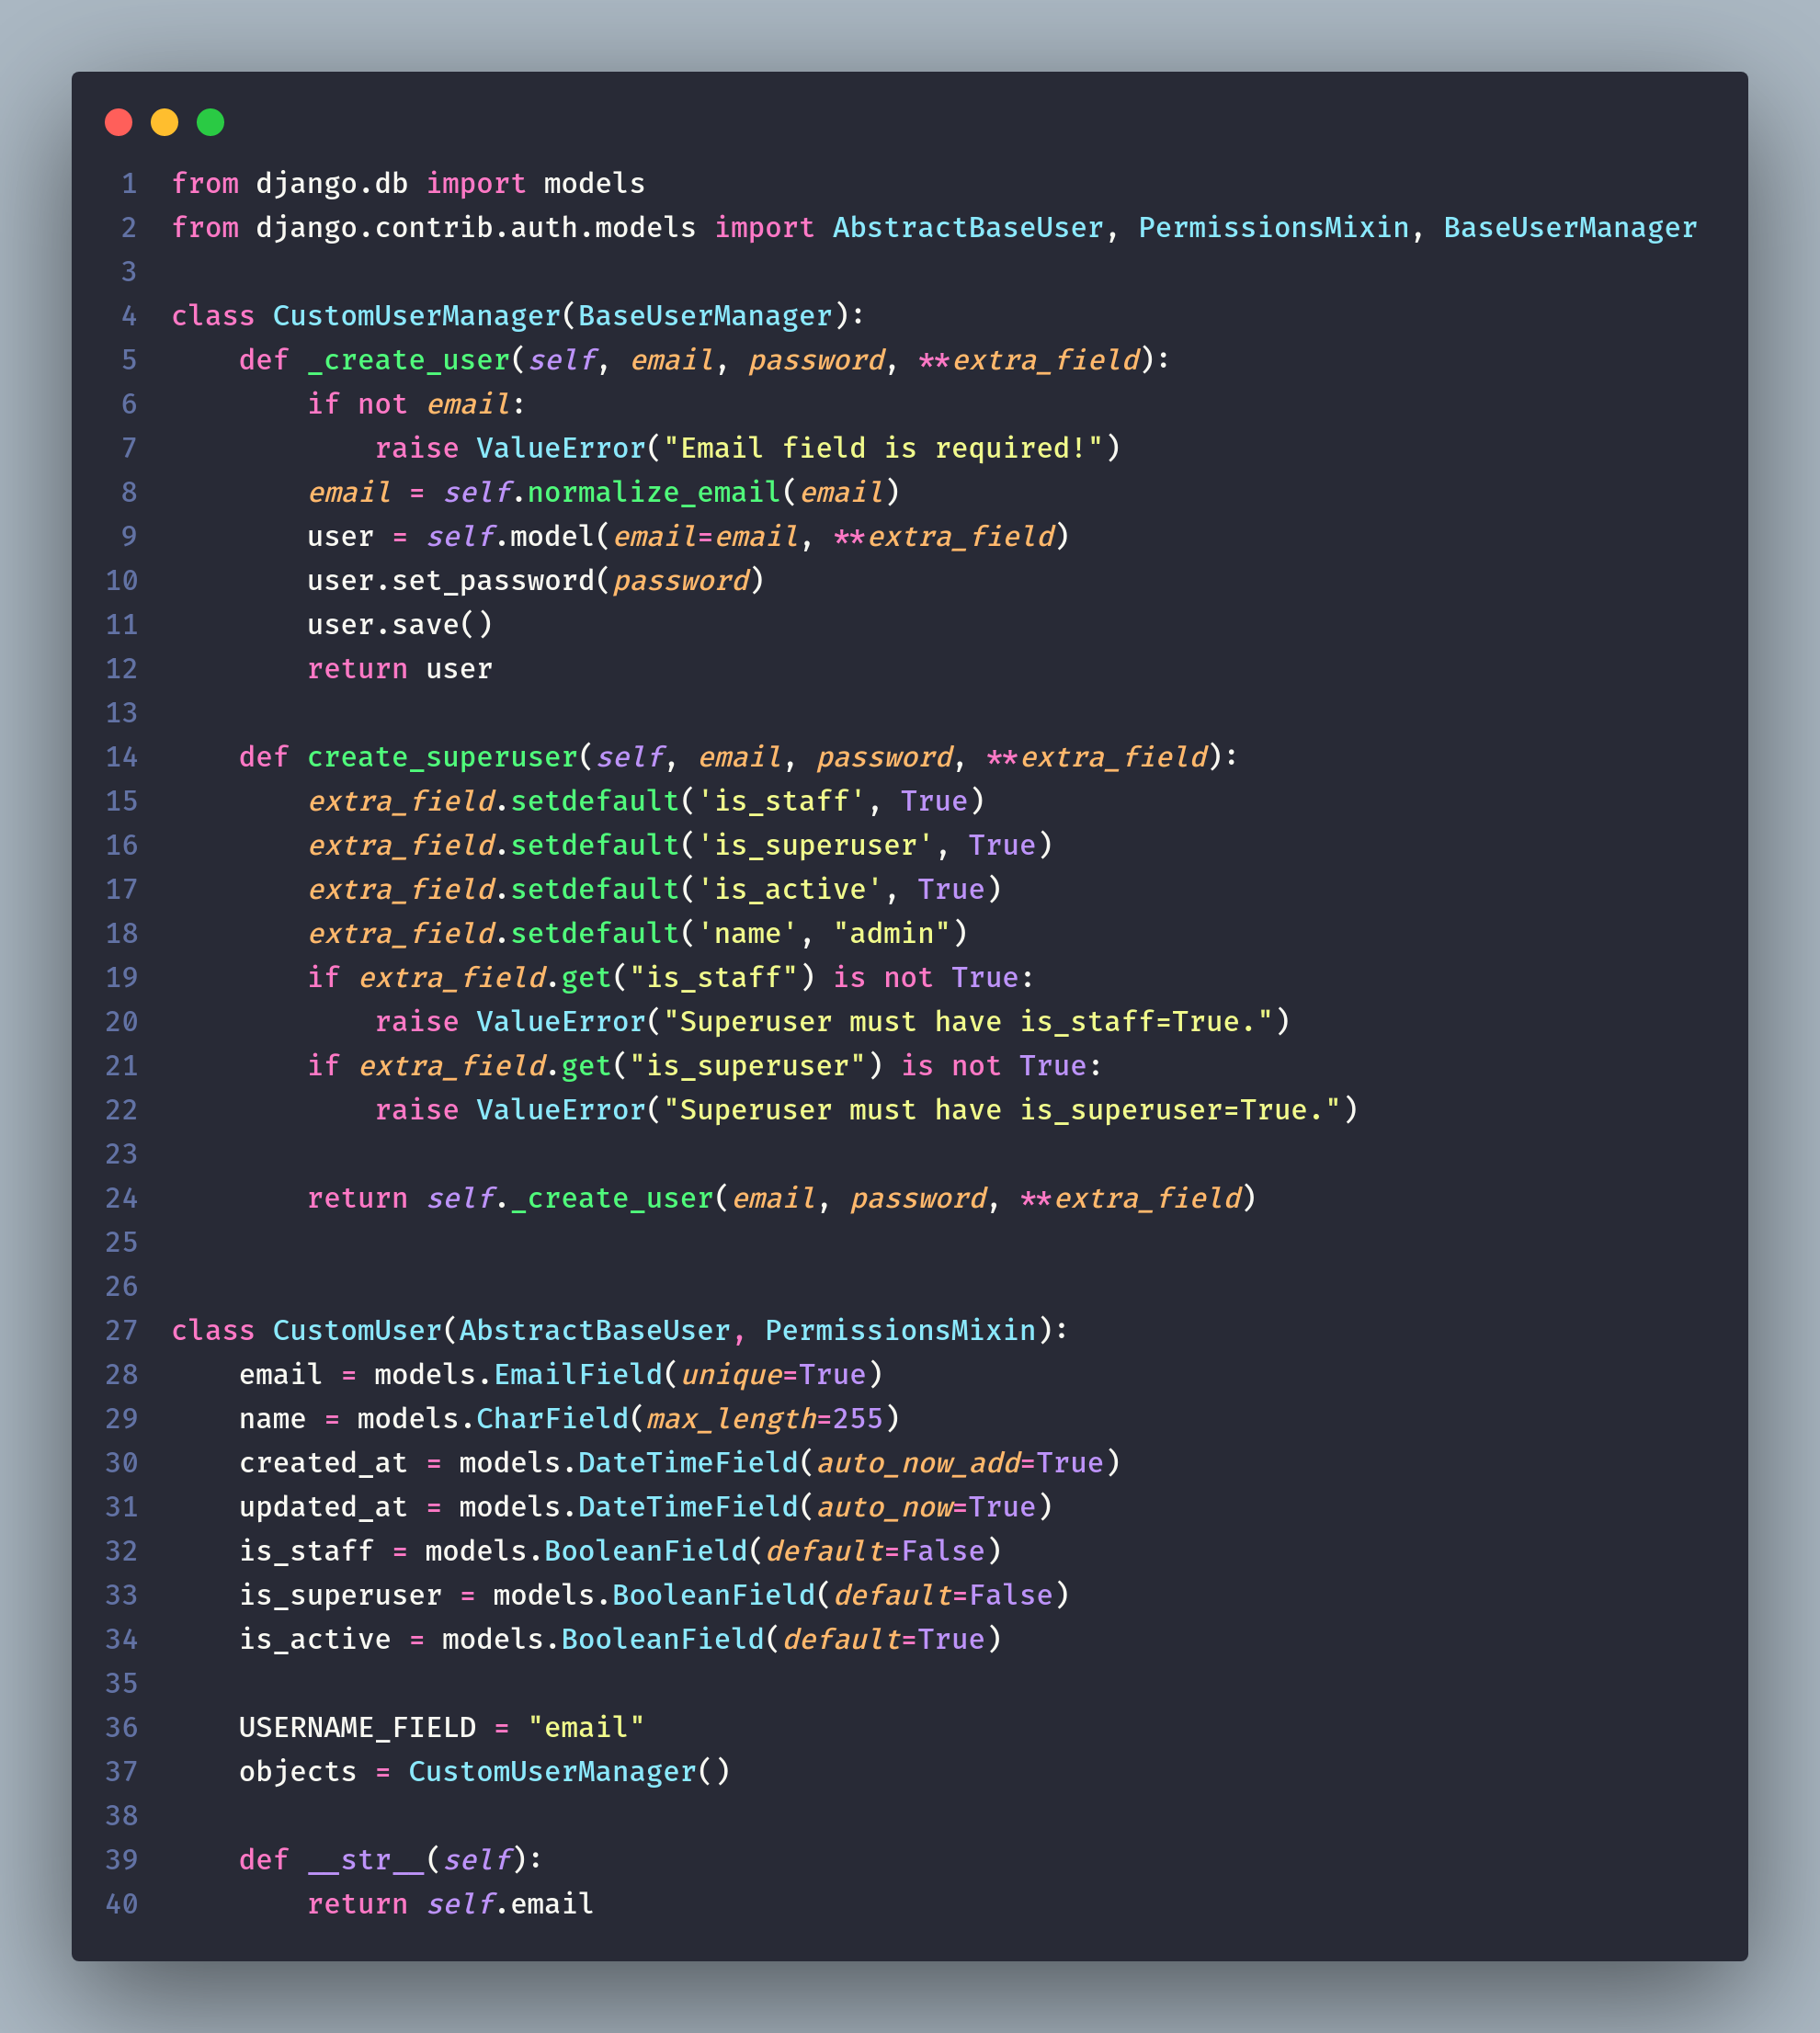 1 from django.db import models
2 from django.contrib.auth.models import AbstractBaseUser, PermissionsMixin, BaseUserManager
3
4 class CustomUserManager(BaseUserManager):
5     def _create_user(self, email, password, **extra_field):
6         if not email:
7             raise ValueError("Email field is required!")
8         email = self.normalize_email(email)
9         user = self.model(email=email, **extra_field)
10         user.set_password(password)
11         user.save()
12         return user
13
14     def create_superuser(self, email, password, **extra_field):
15         extra_field.setdefault('is_staff', True)
16         extra_field.setdefault('is_superuser', True)
17         extra_field.setdefault('is_active', True)
18         extra_field.setdefault('name', "admin")
19         if extra_field.get("is_staff") is not True:
20             raise ValueError("Superuser must have is_staff=True.")
21         if extra_field.get("is_superuser") is not True:
22             raise ValueError("Superuser must have is_superuser=True.")
23
24         return self._create_user(email, password, **extra_field)
25
26
27 class CustomUser(AbstractBaseUser, PermissionsMixin):
28     email = models.EmailField(unique=True)
29     name = models.CharField(max_length=255)
30     created_at = models.DateTimeField(auto_now_add=True)
31     updated_at = models.DateTimeField(auto_now=True)
32     is_staff = models.BooleanField(default=False)
33     is_superuser = models.BooleanField(default=False)
34     is_active = models.BooleanField(default=True)
35
36     USERNAME_FIELD = "email"
37     objects = CustomUserManager()
38
39     def __str__(self):
40         return self.email